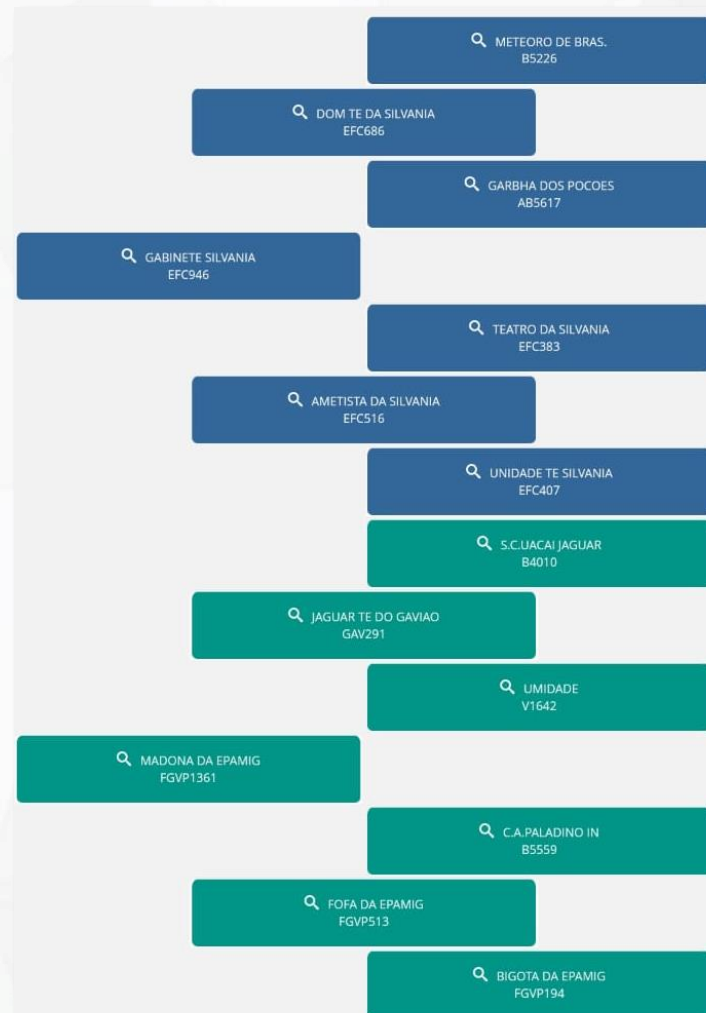 METEORO DE BRAS.
B5226
DOM TE DA SILVANIA
EFC686
GARBHA DOS POCOES
AB5617
GABINETE SILVANIA
EFC946
TEATRO DA SILVANIA
EFC383
AMETISTA DA SILVANIA
EFC516
UNIDADE TE SILVANIA
EFC407
S.C.UACAI JAGUAR
B4010
JAGUAR TE DO GAVIAO
GAV291
UMIDADE
V1642
MADONA DA EPAMIG
FGVP1361
C.A.PALADINO IN
B5559
FOFA DA EPAMIG
FGVP513
BIGOTA DA EPAMIG
FGVP194